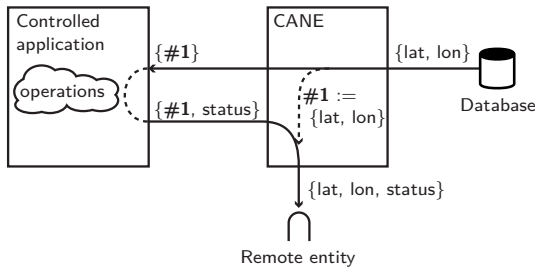 Controlled
application
CANE
{#1}
{lat, lon}
operations
#1 :=
{lat, lon}
Database
{#1, status}
{lat, lon, status}
Remote entity